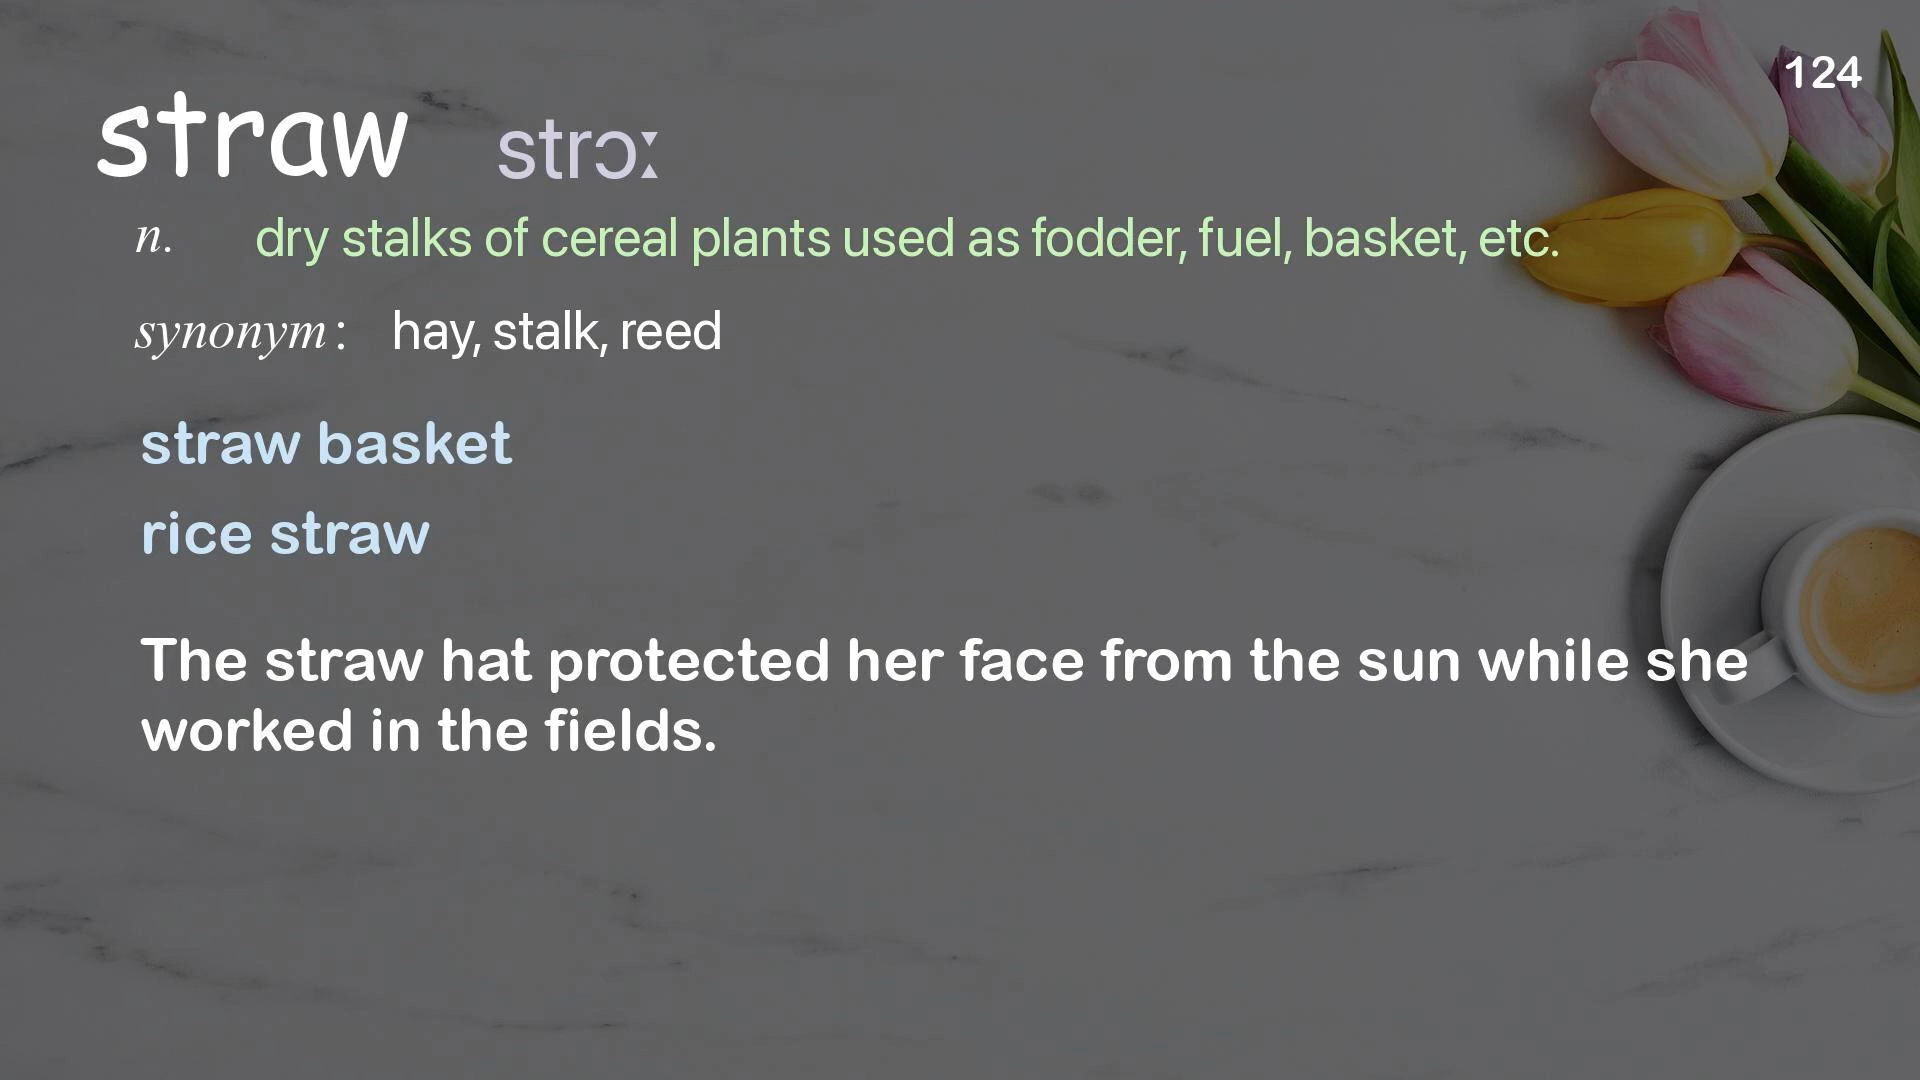 124
straw strɔː
n. dry stalks of cereal plants used as fodder, fuel, basket, etc.
synonym: hay, stalk, reed
straw basket
rice straw
The straw hat protected her face from the sun while she
worked in the fields.